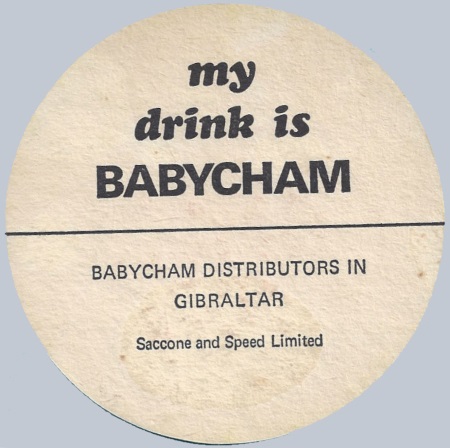 my
drink is
BABYCHAM
BABYCHAM DISTRIBUTORS IN
GIBRALTAR
Saccone and Speed Limited